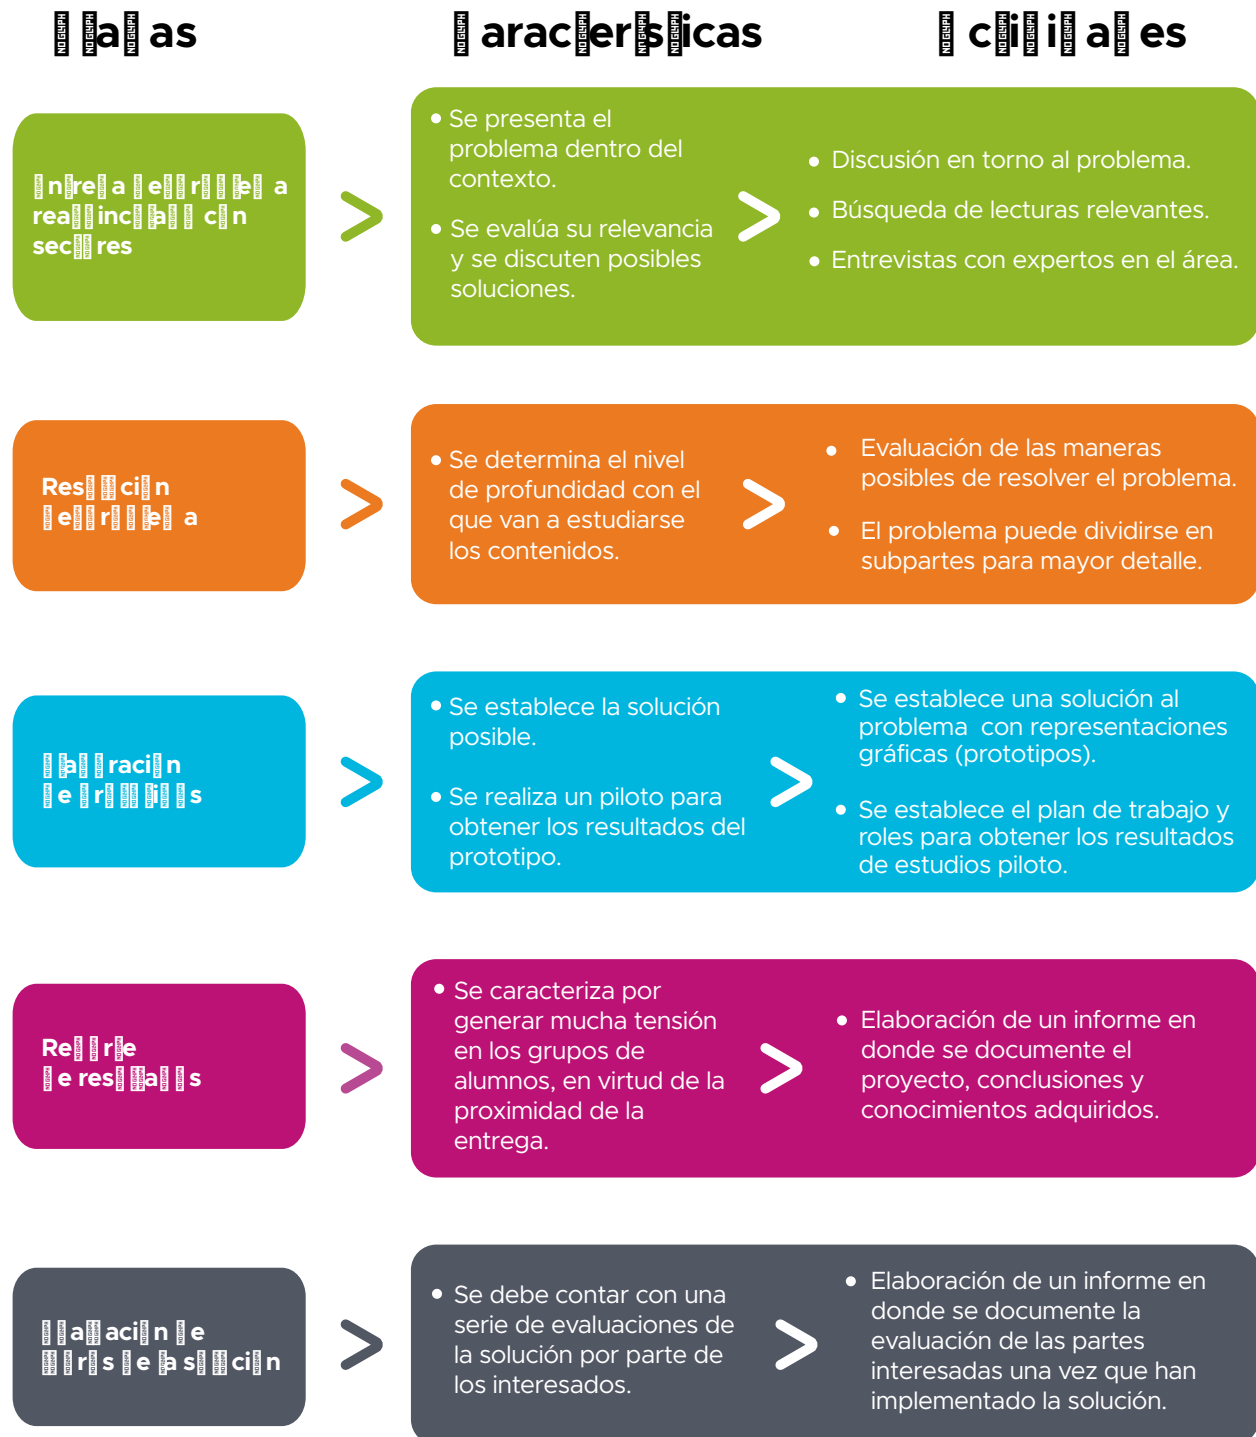 Se presenta el
problema dentro del
contexto.
Se evalúa su relevancia
y se discuten posibles
soluciones.
Discusión en torno al problema.
Búsqueda de lecturas relevantes.
Entrevistas con expertos en el área.
Se determina el nivel
de profundidad con el
que van a estudiarse
los contenidos.
Evaluación de las maneras
posibles de resolver el problema.
El problema puede dividirse en
subpartes para mayor detalle.
Se establece la solución
posible.
Se realiza un piloto para
obtener los resultados del
prototipo.
Se establece una solución al
problema con representaciones
gráficas (prototipos).
Se establece el plan de trabajo y
roles para obtener los resultados
de estudios piloto.
Se caracteriza por
generar mucha tensión
en los grupos de
alumnos, en virtud de la
proximidad de la
entrega.
Elaboración de un informe en
donde se documente el
proyecto, conclusiones y
conocimientos adquiridos.
Se debe contar con una
serie de evaluaciones de
la solución por parte de
los interesados.
Elaboración de un informe en
donde se documente la
evaluación de las partes
interesadas una vez que han
implementado la solución.